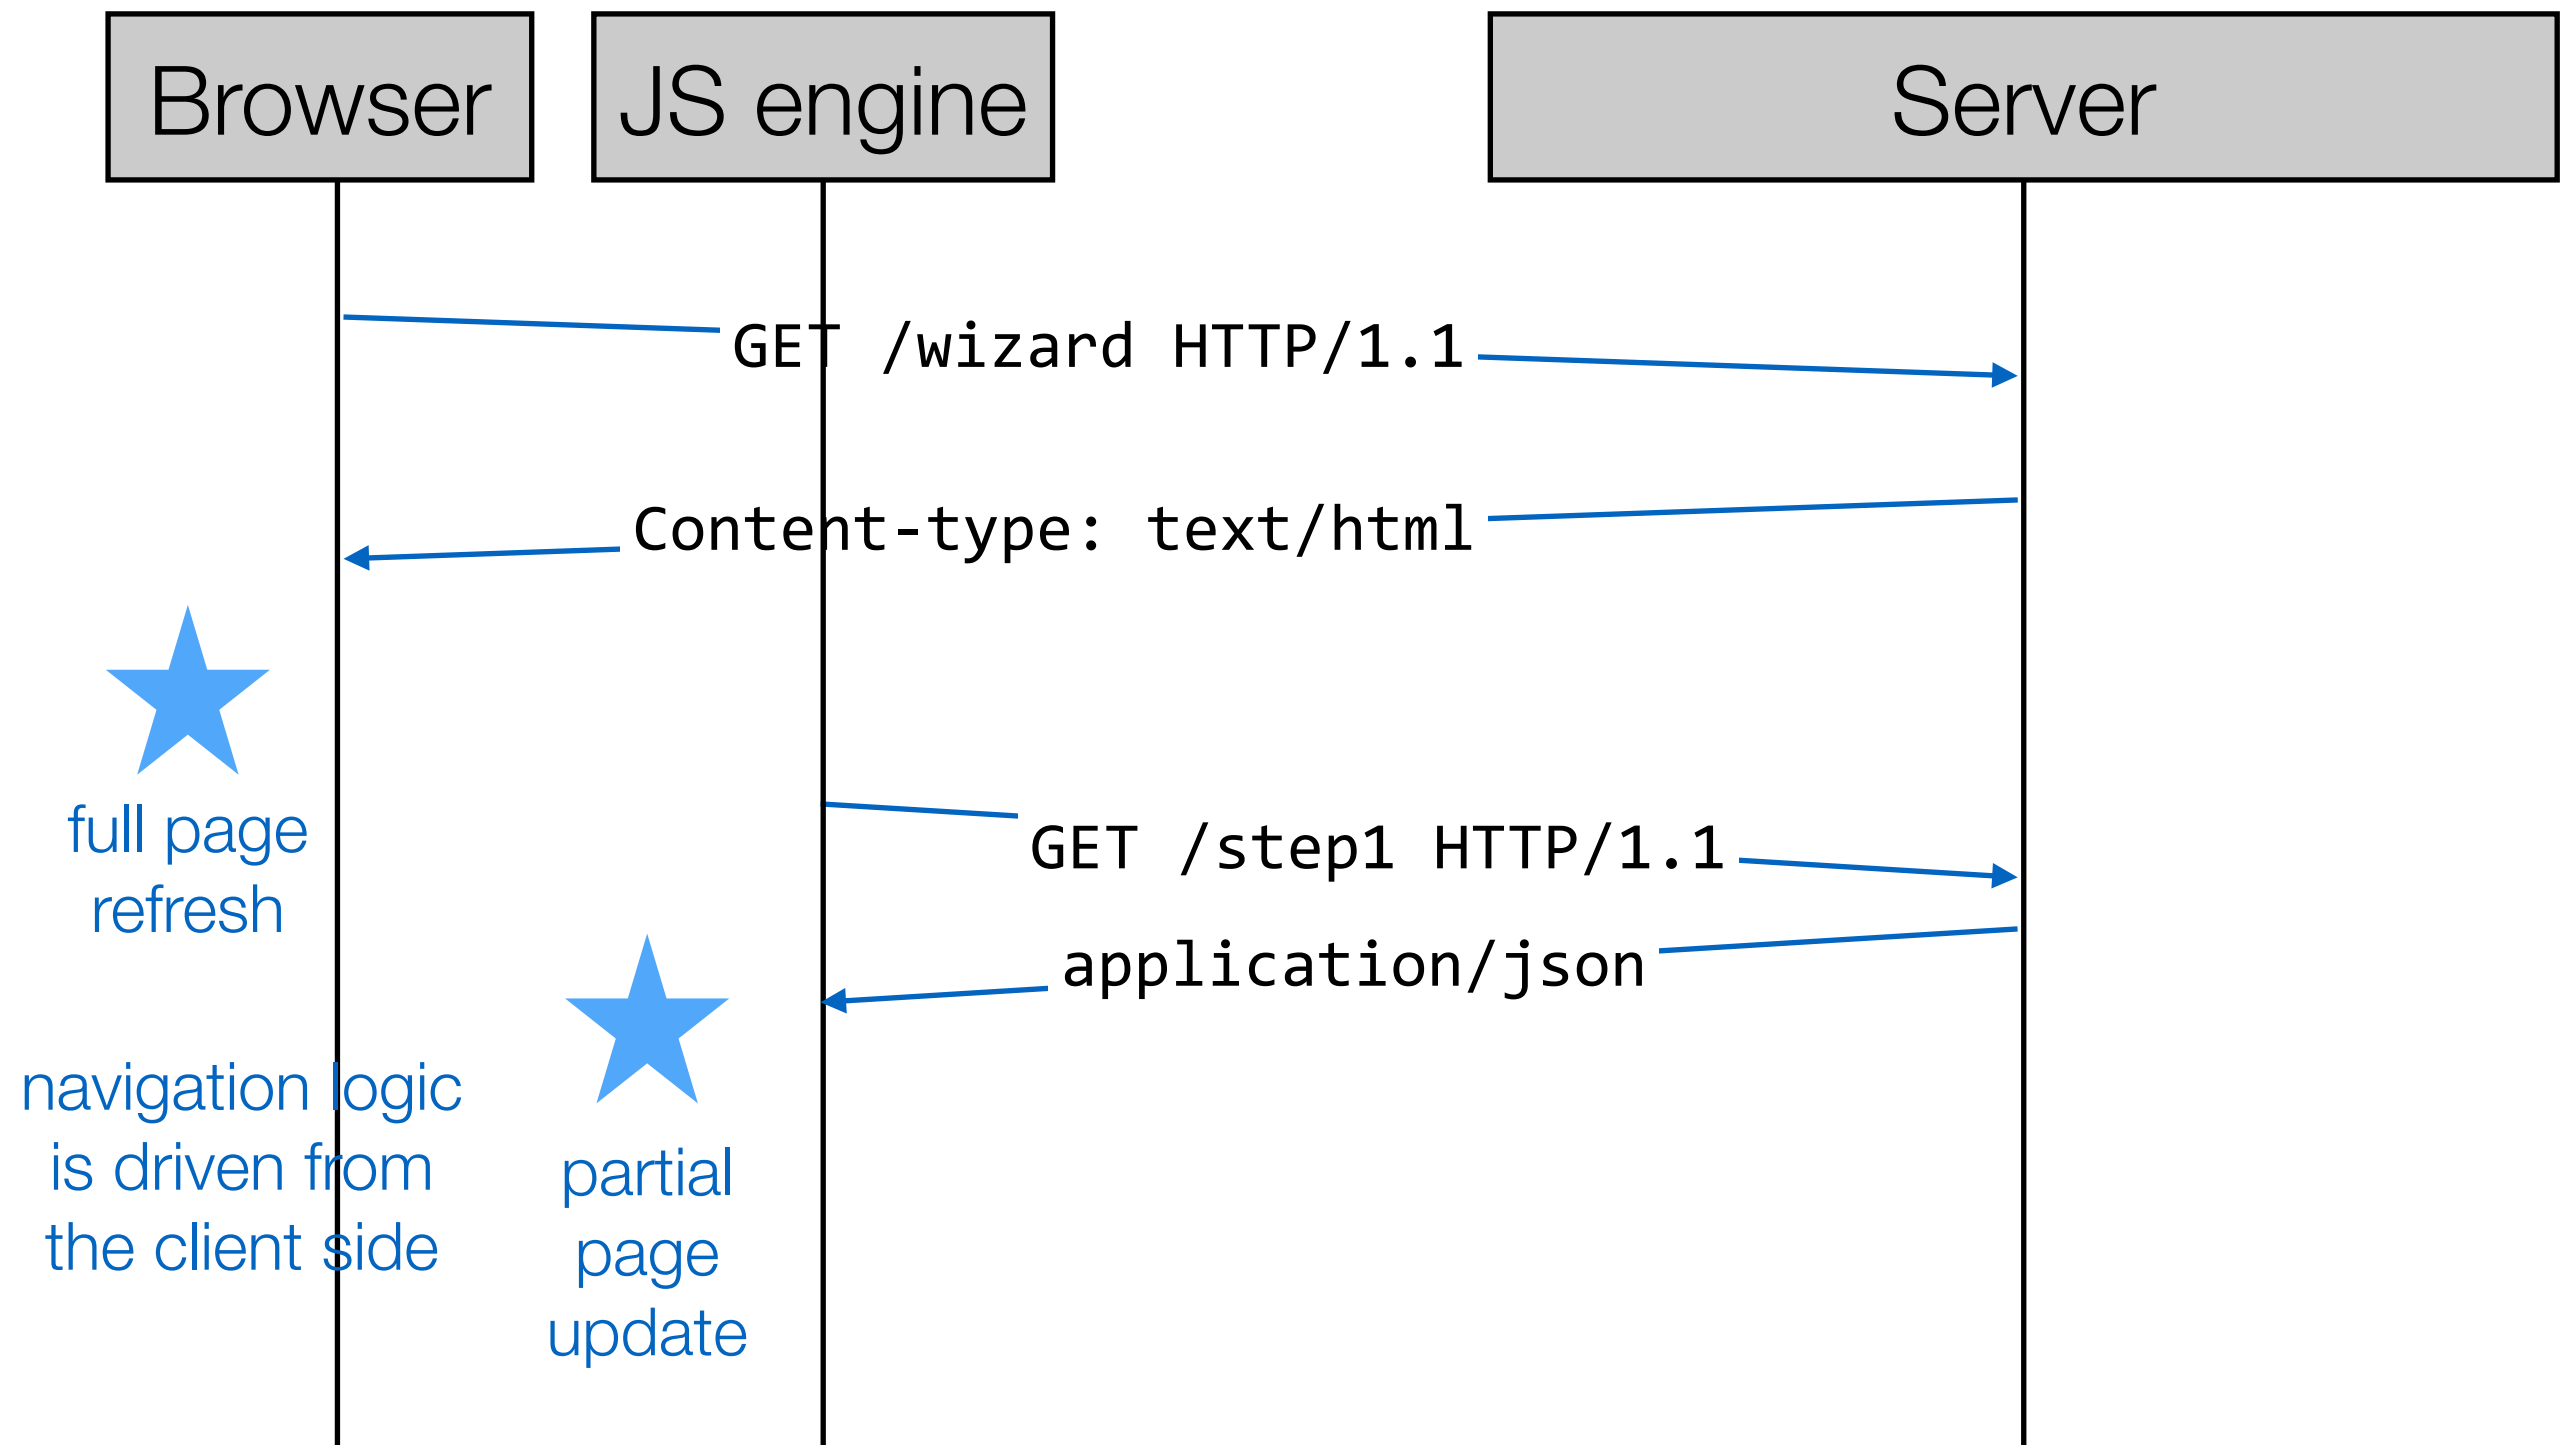 Browser
JS engine
Server
GET /wizard HTTP/1.1
Content-type: text/html
full page
refresh
GET /step1 HTTP/1.1
application/json
navigation logic
is driven from
the client side
partial
page
update